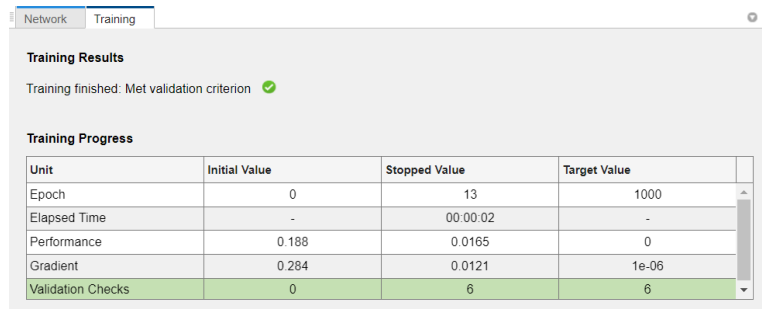 Network Training
Training Results
Training finished: Met validation criterion
Training Progress
Unit Initial Value Stopped Value Target Value
Epoch 0 13 1000
Elapsed Time - 00:00:02 -
Performance 0.188 0.0165 0
Gradient 0.284 0.0121 1e-06
Validation Checks 0 6 6